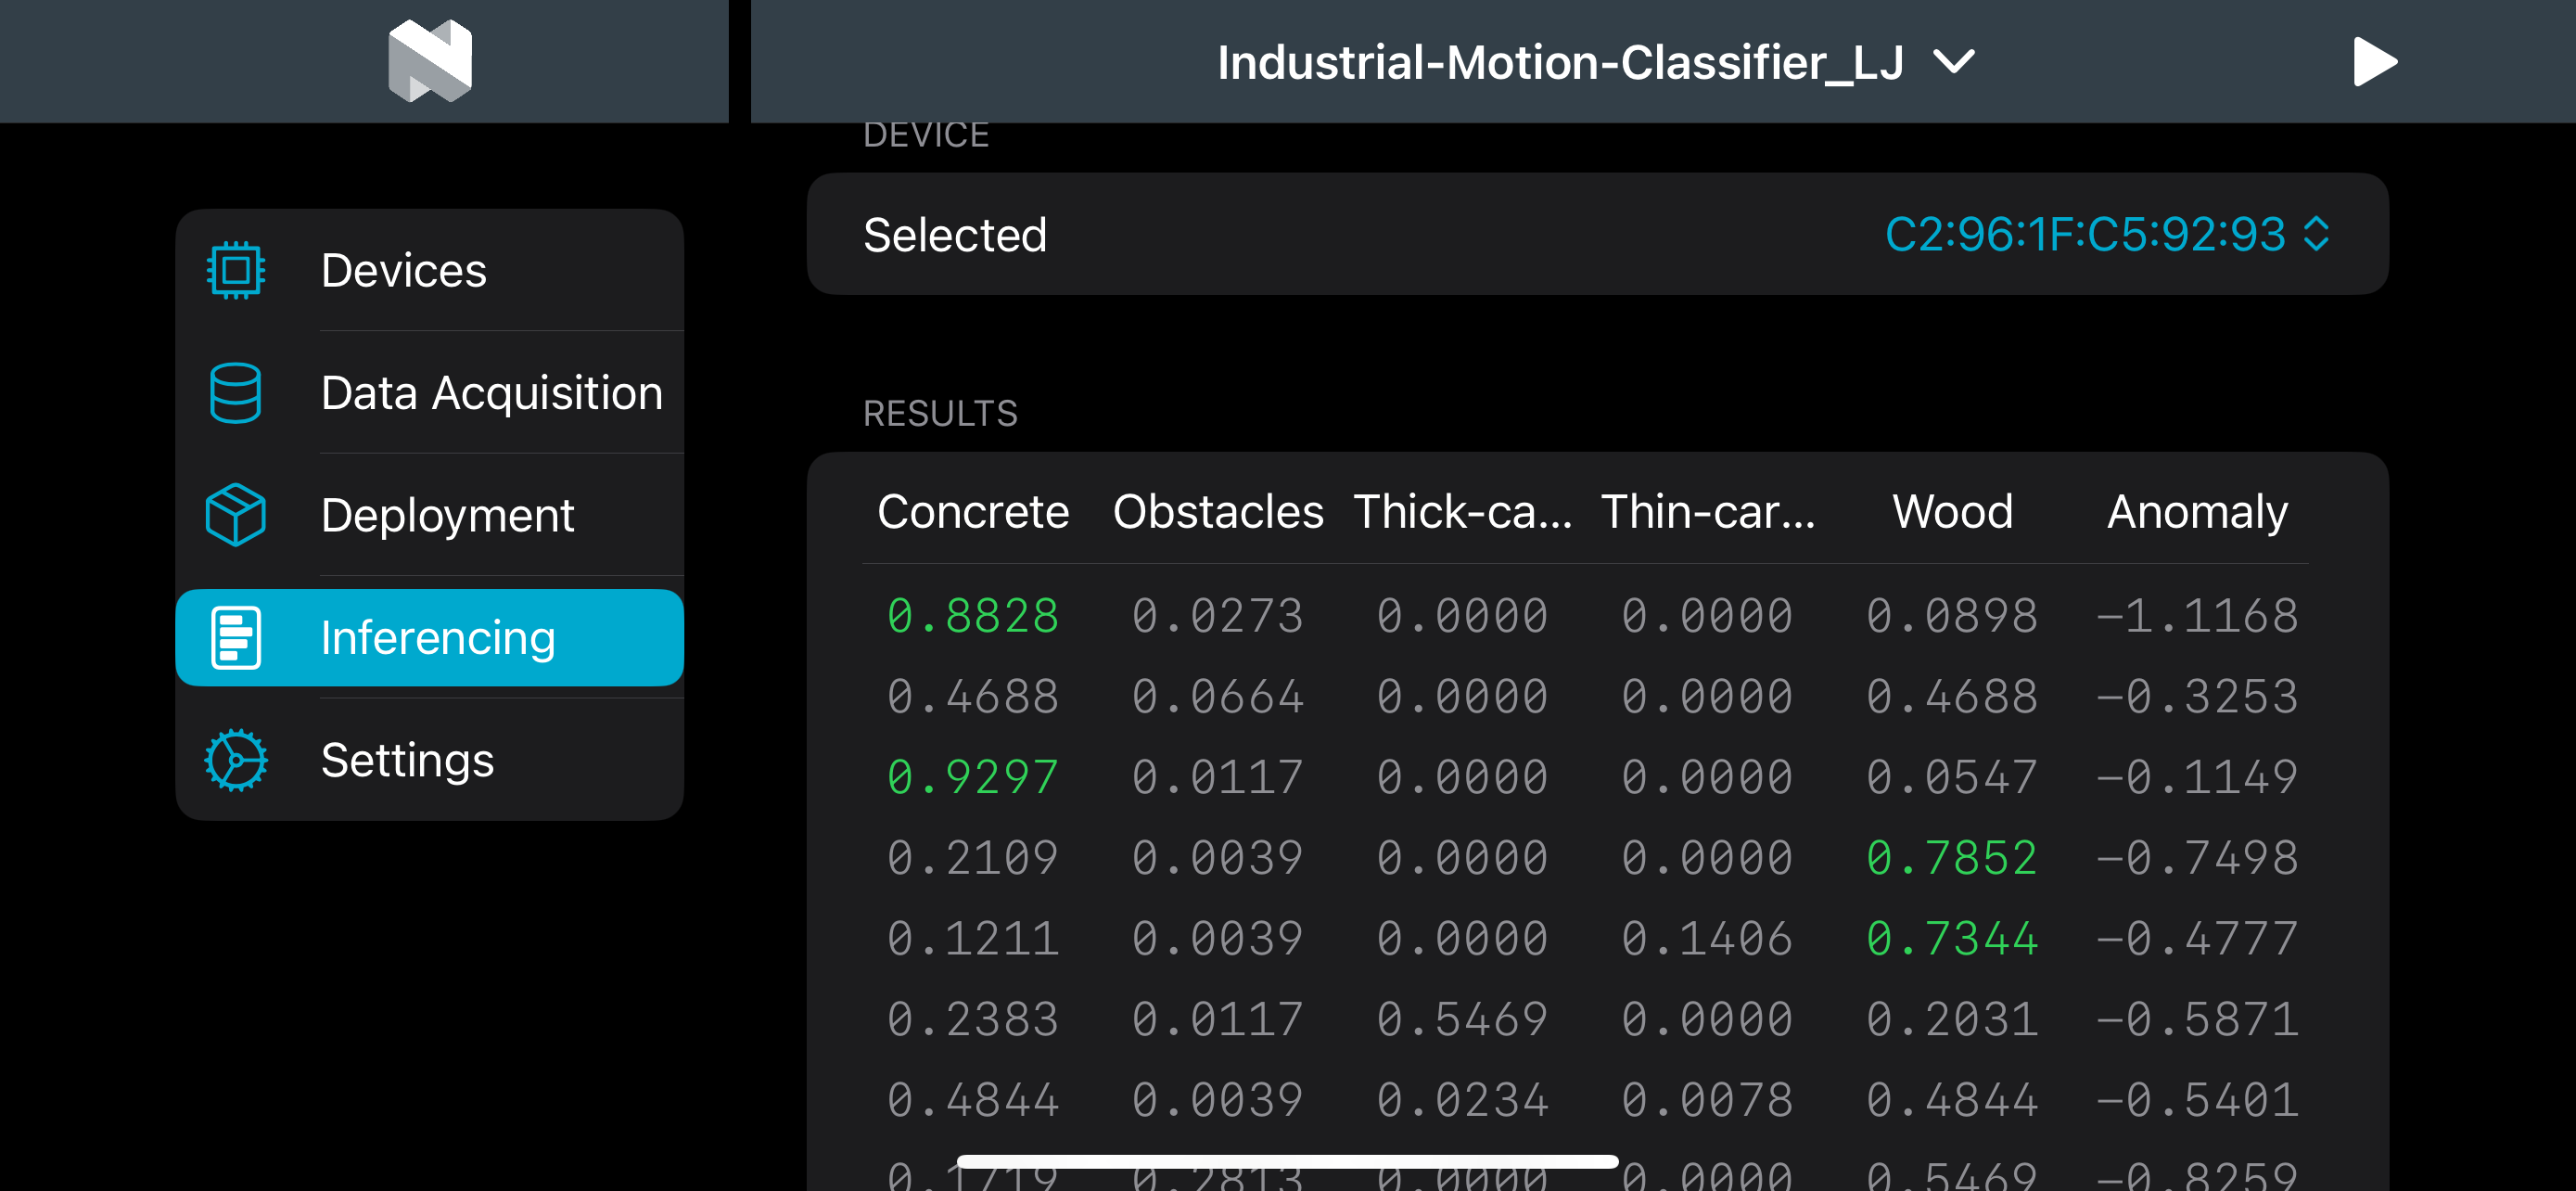 Industrial-Motion-Classifier_LJ
DEVICE
Devices
Data Acquisition
Deployment
Inferencing
Settings
Selected C2:96:1F:C5:92:93
RESULTS
Concrete Obstacles Thick-ca... Thin-car... Wood Anomaly
0.8828 0.0273 0.0000 0.0000 0.0898 −1.1168
0.4688 0.0664 0.0000 0.0000 0.4688 −0.3253
0.9297 0.0117 0.0000 0.0000 0.0547 −0.1149
0.2109 0.0039 0.0000 0.0000 0.7852 −0.7498
0.1211 0.0039 0.0000 0.1406 0.7344 −0.4777
0.2383 0.0117 0.5469 0.0000 0.2031 −0.5871
0.4844 0.0039 0.0234 0.0078 0.4844 −0.5401
0.1719 0.2813 0.0000 0.0000 0.5469 −0.8259